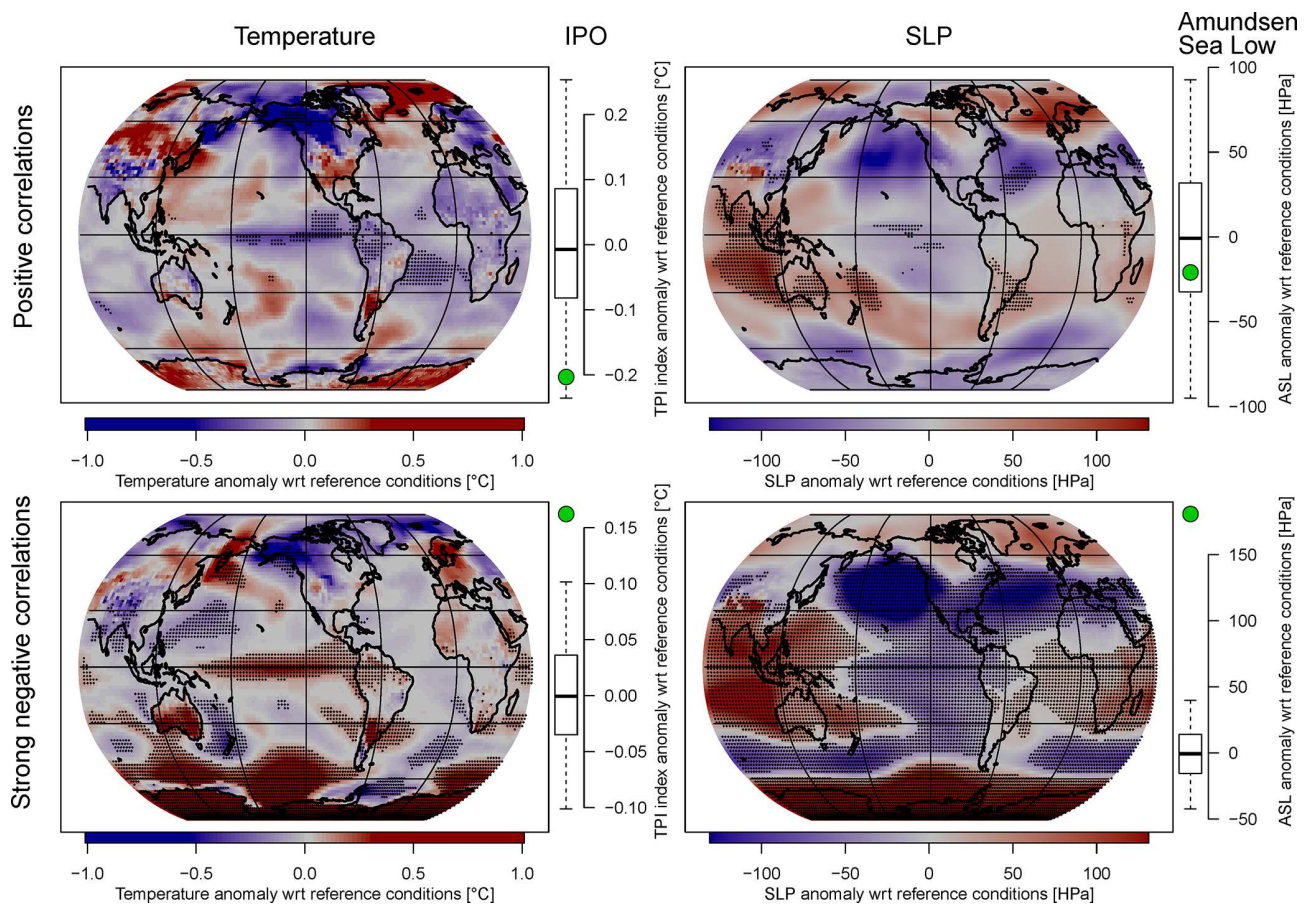 Temperature
IPO
SLP
Amundsen
Sea Low
Positive correlations
0.2
0.1
0.0
−0.1
−0.2
TPI index anomaly wrt reference conditions [°C]
100
50
0
−50
−100
ASL anomaly wrt reference conditions [HPa]
−1.0 −0.5 0.0 0.5 1.0
Temperature anomaly wrt reference conditions [°C]
−100 −50 0 50 100
SLP anomaly wrt reference conditions [HPa]
Strong negative correlations
0.15
0.10
0.05
0.00
−0.05
−0.10
TPI index anomaly wrt reference conditions [°C]
150
100
50
0
−50
ASL anomaly wrt reference conditions [HPa]
−1.0 −0.5 0.0 0.5 1.0
Temperature anomaly wrt reference conditions [°C]
−100 −50 0 50 100
SLP anomaly wrt reference conditions [HPa]